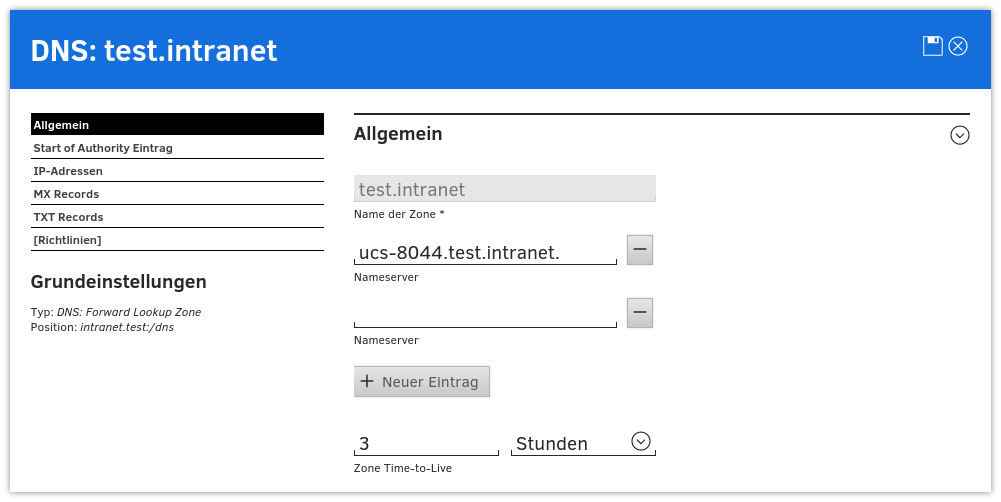 DNS: test.intranet
Allgemein
Start of Authority Eintrag
IP-Adressen
MX Records
TXT Records
[Richtlinien]
Grundeinstellungen
Typ: DNS: Forward Lookup Zone
Position: intranet.test:/dns
Allgemein
test.intranet
Name der Zone *
ucs-8044.test.intranet.
Nameserver
Nameserver
+ Neuer Eintrag
3 Stunden
Zone Time-to-Live